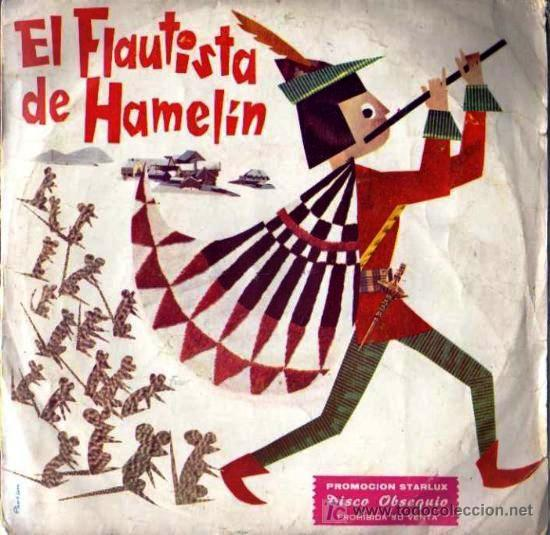 El Flautista
de Hamelín
PROMOCION STARLUX
Disco Obsequio
PROHIBIDA SU VENTA
www.todocoleccion.net